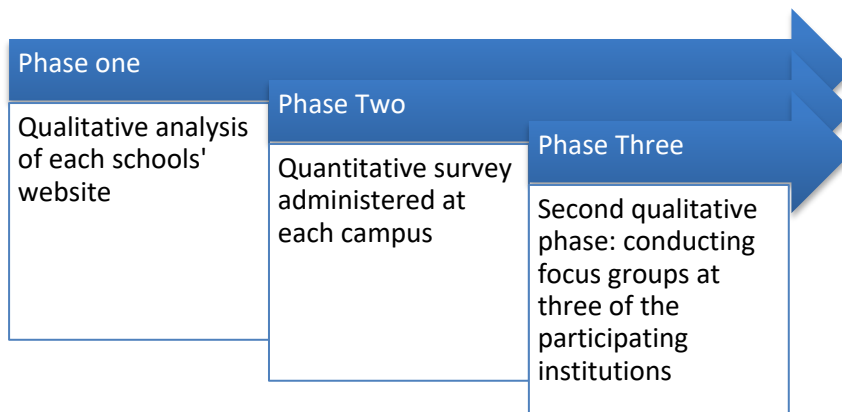 Phase one
Qualitative analysis
of each schools'
website
Phase Two
Quantitative survey
administered at
each campus
Phase Three
Second qualitative
phase: conducting
focus groups at
three of the
participating
institutions